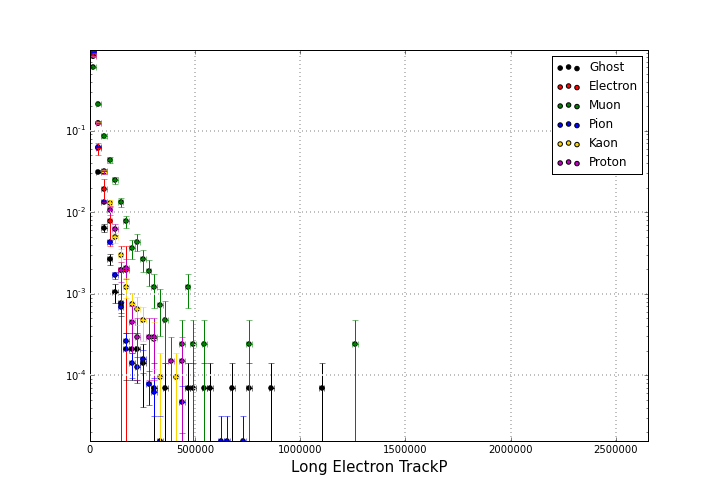 Ghost
Electron
Muon
Pion
Kaon
Proton
10^-1
10^-2
10^-3
10^-4
0 500000 1000000 1500000 2000000 2500000
Long Electron TrackP